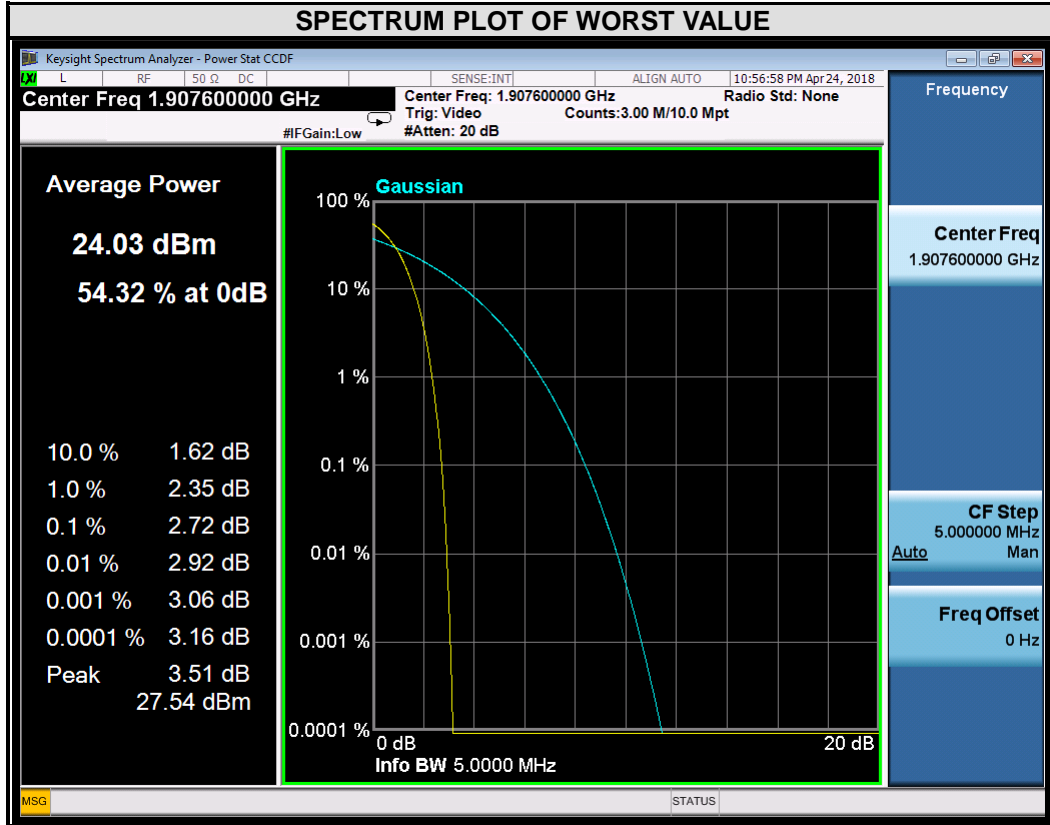 SPECTRUM PLOT OF WORST VALUE
Keysight Spectrum Analyzer - Power Stat CCDF
LXI L RF 50 Ω DC SENSE:INT ALIGN AUTO 10:56:58 PM Apr 24, 2018
Center Freq 1.907600000 GHz
Center Freq: 1.907600000 GHz Radio Std: None
Trig: Video Counts:3.00 M/10.0 Mpt
#IFGain:Low #Atten: 20 dB
Average Power
24.03 dBm
54.32 % at 0dB
10.0 % 1.62 dB
1.0 % 2.35 dB
0.1 % 2.72 dB
0.01 % 2.92 dB
0.001 % 3.06 dB
0.0001 % 3.16 dB
Peak 3.51 dB
27.54 dBm
Gaussian
100 %
10 %
1 %
0.1 %
0.01 %
0.001 %
0.0001 %
0 dB 20 dB
Info BW 5.0000 MHz
Frequency
Center Freq
1.907600000 GHz
CF Step
5.000000 MHz
Auto Man
Freq Offset
0 Hz
MSG STATUS